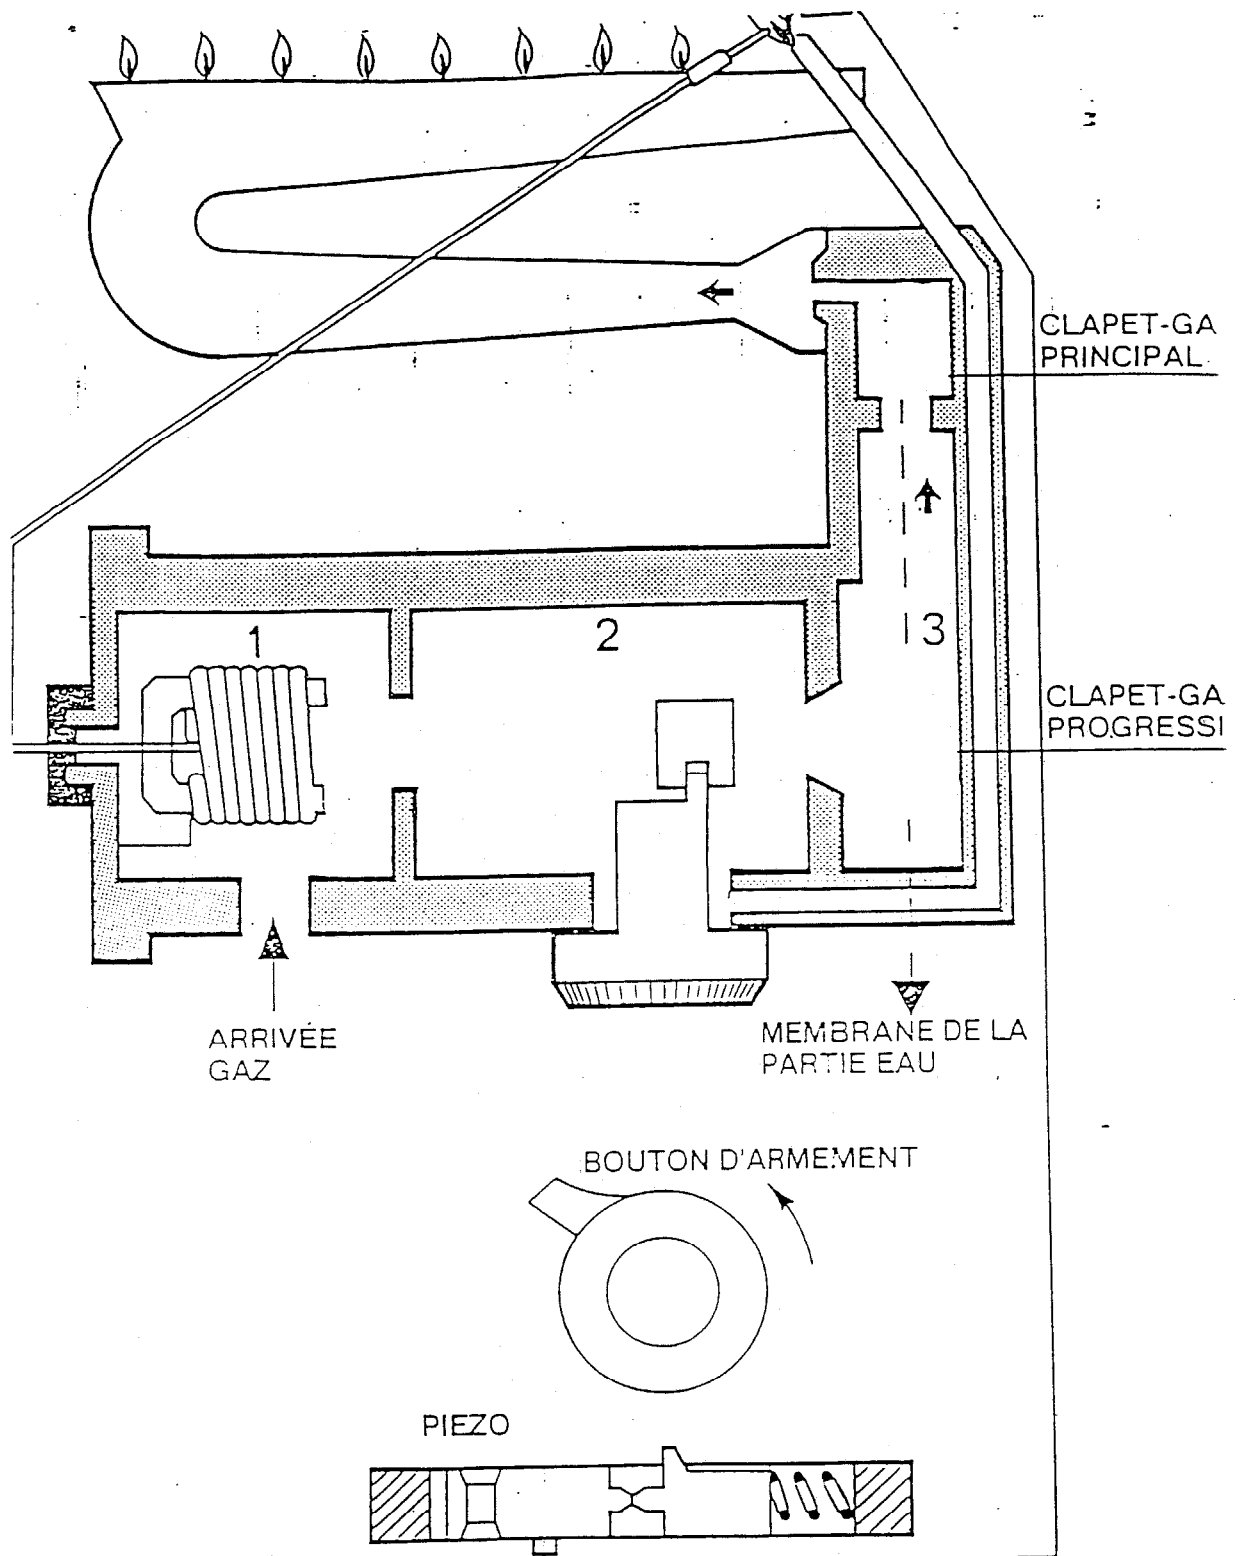 CLAPET-GA
PRINCIPAL
1
2
3
CLAPET-GA
PROGRESSI
ARRIVÉE
GAZ
MEMBRANE DE LA
PARTIE EAU
BOUTON D'ARMEMENT
PIEZO